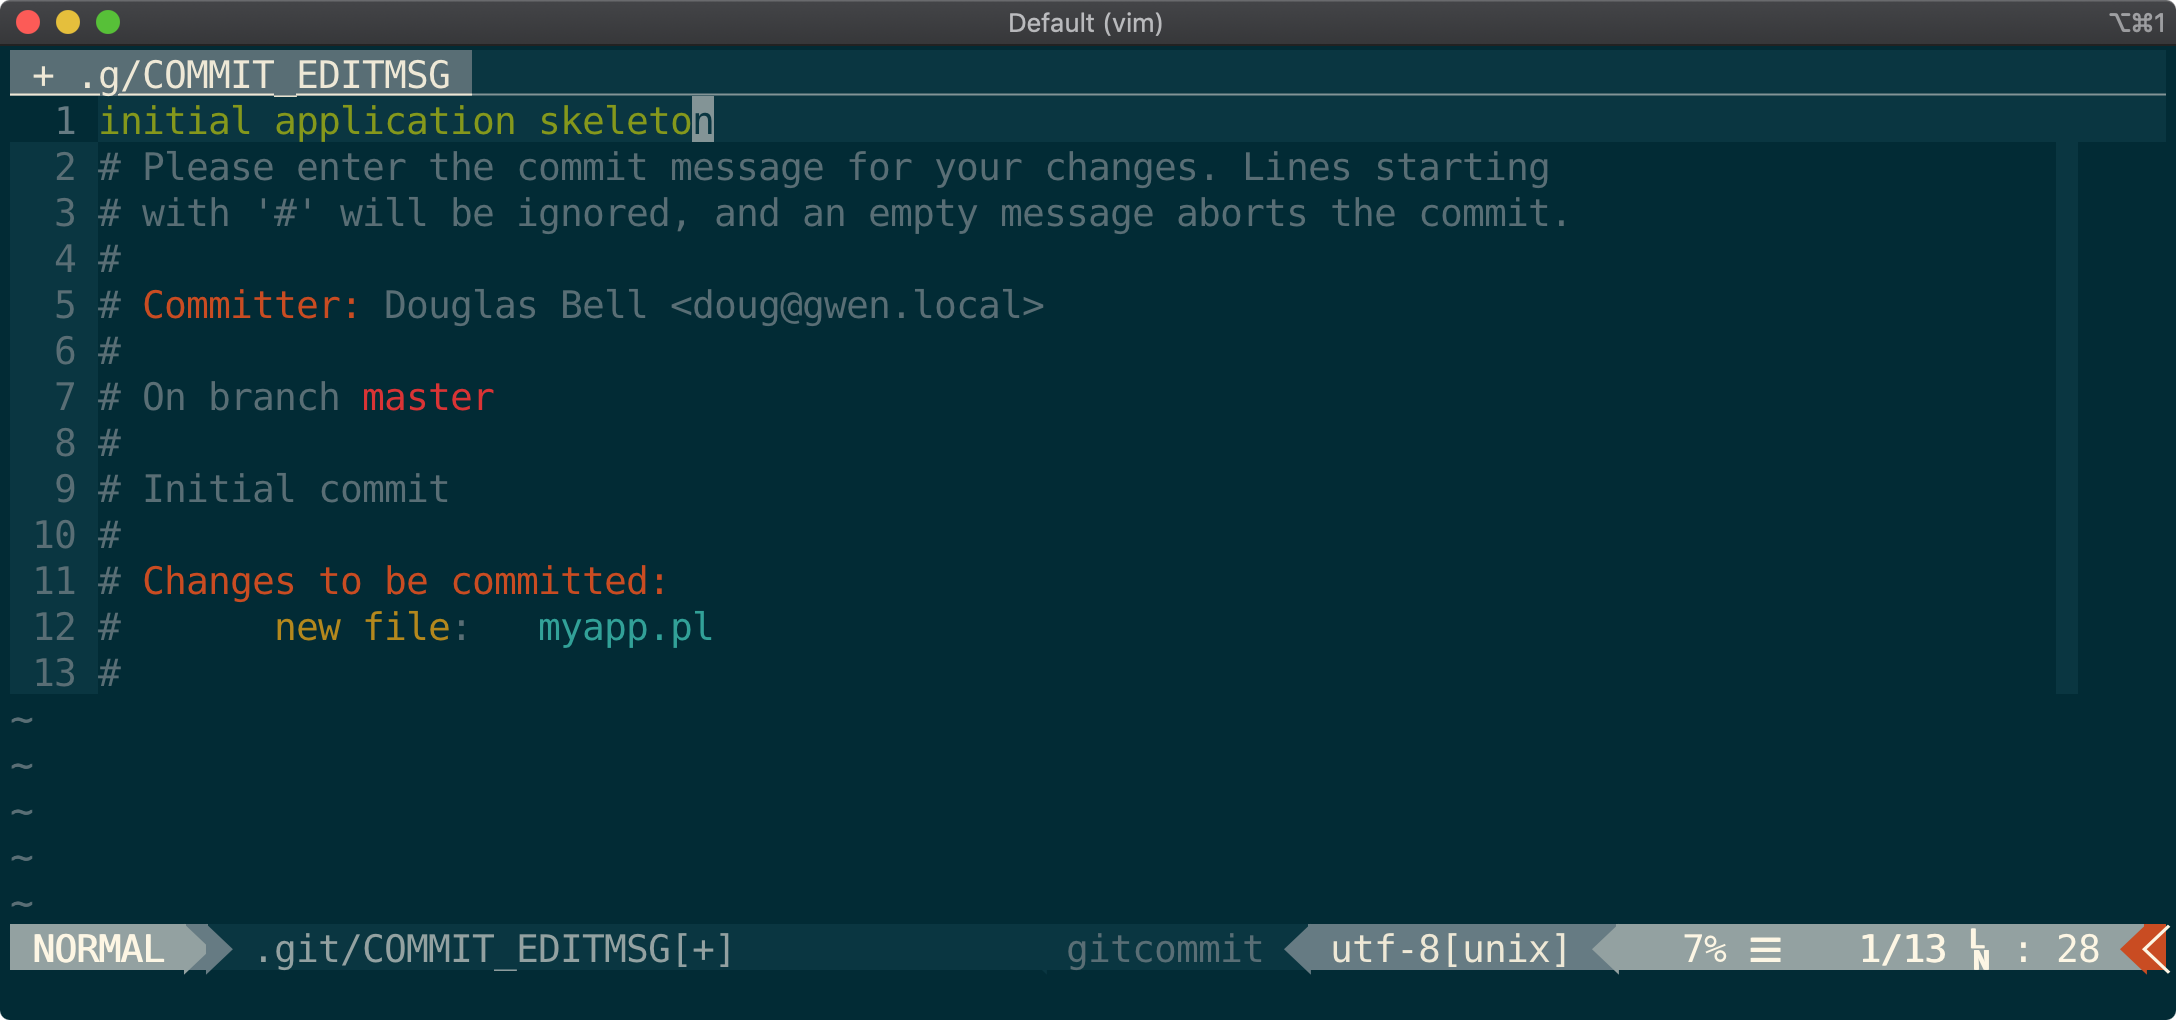 Default (vim)
⌥⌘1
+ .g/COMMIT_EDITMSG
1 initial application skeleton
2 # Please enter the commit message for your changes. Lines starting
3 # with '#' will be ignored, and an empty message aborts the commit.
4 #
5 # Committer: Douglas Bell <doug@gwen.local>
6 #
7 # On branch master
8 #
9 # Initial commit
10 #
11 # Changes to be committed:
12 #       new file:   myapp.pl
13 #
~
~
~
~
~
NORMAL .git/COMMIT_EDITMSG[+] gitcommit utf-8[unix] 7% ☰ 1/13 LN : 28